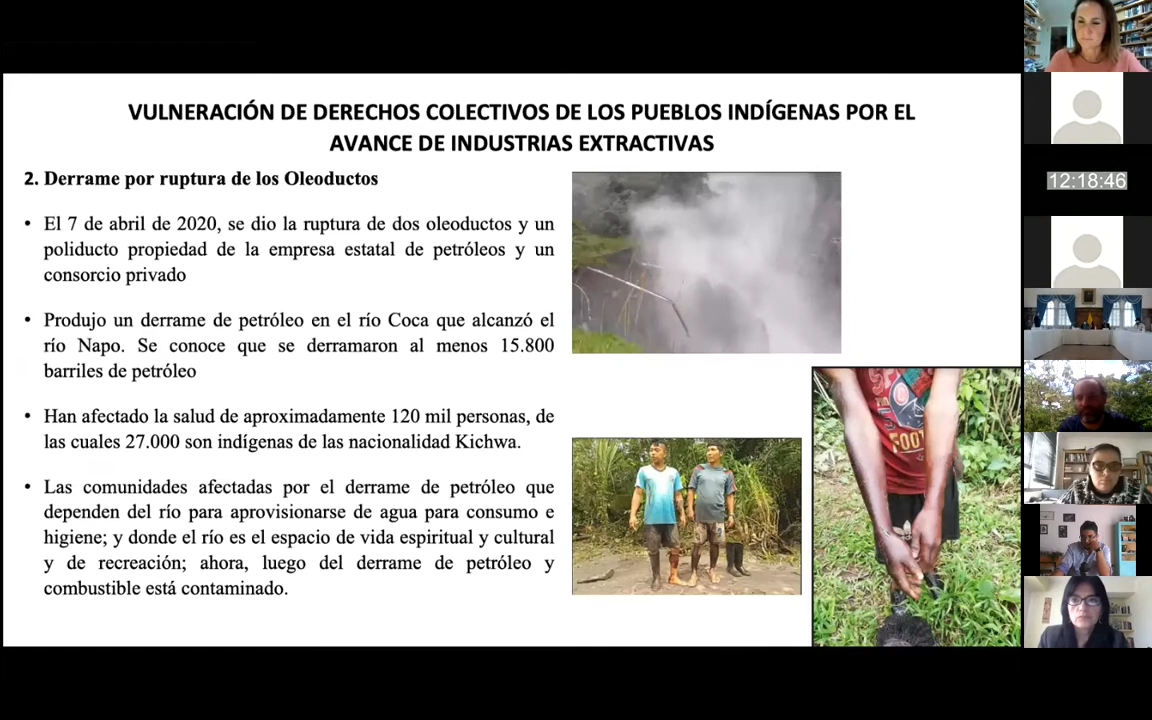 VULNERACIÓN DE DERECHOS COLECTIVOS DE LOS PUEBLOS INDÍGENAS POR EL
AVANCE DE INDUSTRIAS EXTRACTIVAS
2. Derrame por ruptura de los Oleoductos
• El 7 de abril de 2020, se dio la ruptura de dos oleoductos y un
poliducto propiedad de la empresa estatal de petróleos y un
consorcio privado
• Produjo un derrame de petróleo en el río Coca que alcanzó el
río Napo. Se conoce que se derramaron al menos 15.800
barriles de petróleo
• Han afectado la salud de aproximadamente 120 mil personas, de
las cuales 27.000 son indígenas de las nacionalidad Kichwa.
• Las comunidades afectadas por el derrame de petróleo que
dependen del río para aprovisionarse de agua para consumo e
higiene; y donde el río es el espacio de vida espiritual y cultural
y de recreación; ahora, luego del derrame de petróleo y
combustible está contaminado.
12:18:46